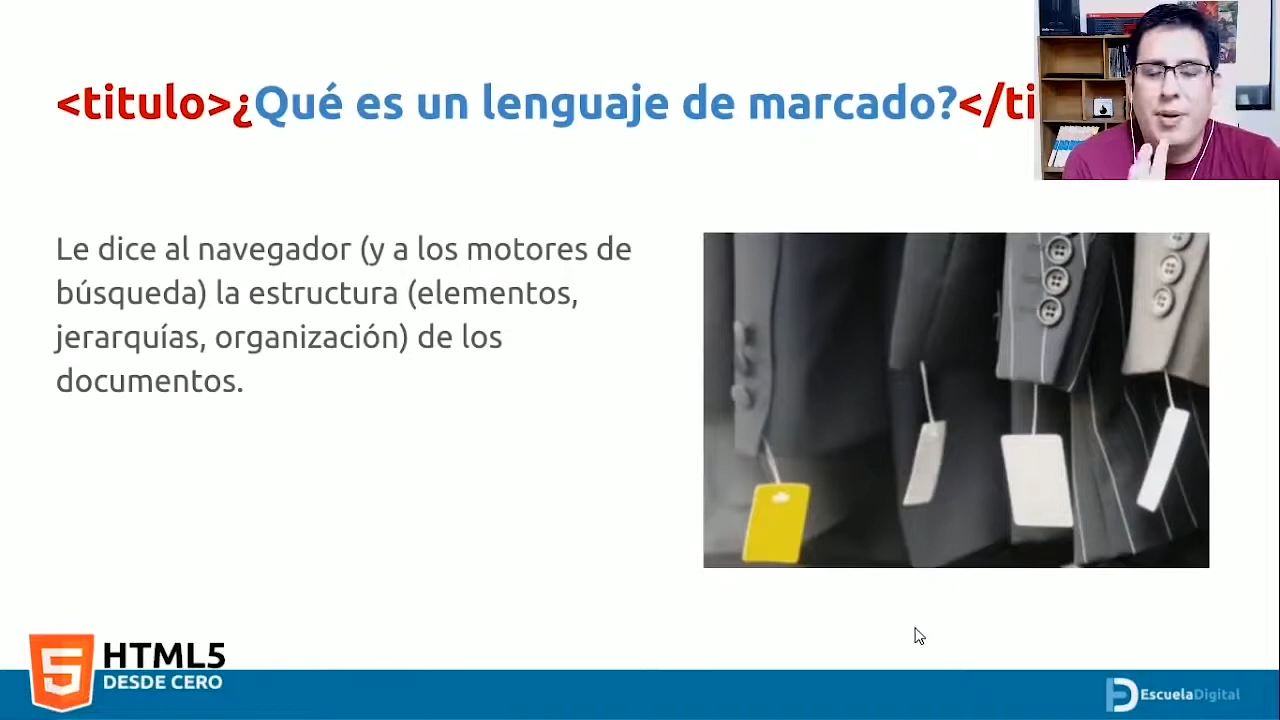 <titulo>¿Qué es un lenguaje de marcado?</ti
Le dice al navegador (y a los motores de
búsqueda) la estructura (elementos,
jerarquías, organización) de los
documentos.
HTML5
DESDE CERO
EscuelaDigital